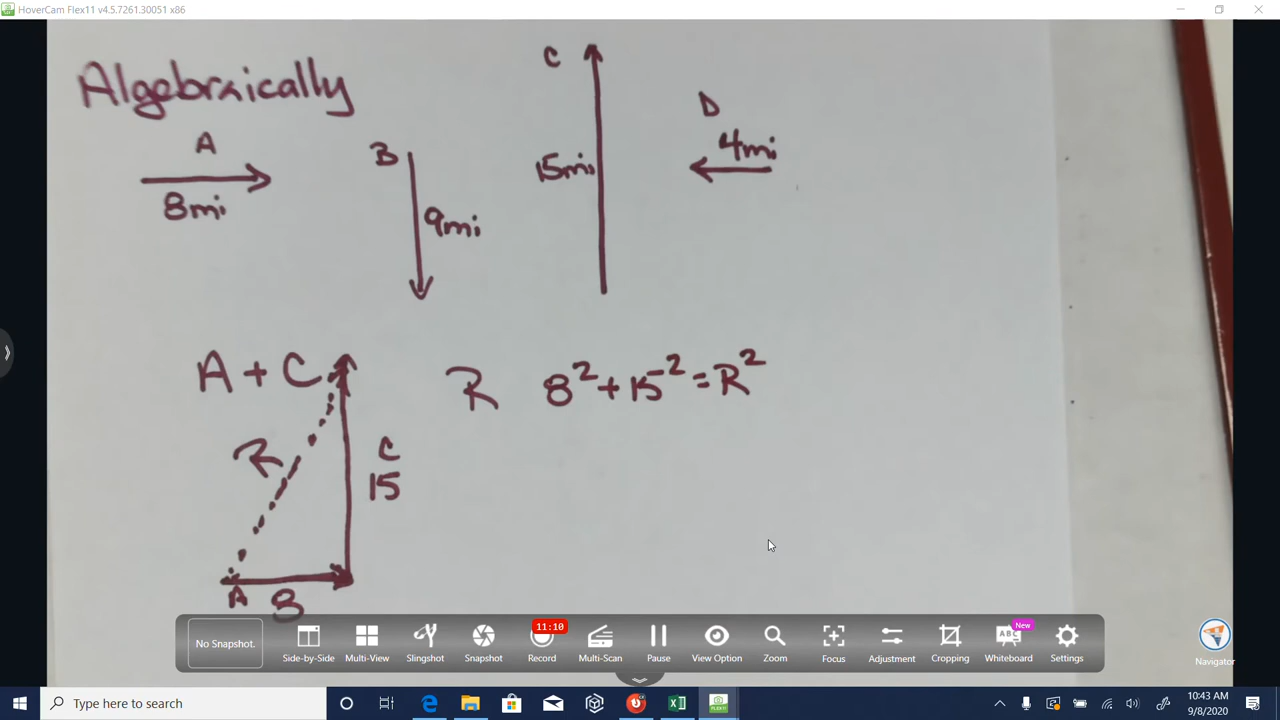 HoverCam Flex11 v4.5.7261.30051 x86
Algebraically
A
8mi
B
9mi
C
15mi
D
4mi
A + C
R 8² + 15² = R²
R
C
15
A 8
No Snapshot.
Side-by-Side
Multi-View
Slingshot
Snapshot
11:10
Record
Multi-Scan
Pause
View Option
Zoom
Focus
Adjustment
Cropping
New
ABC
Whiteboard
Settings
Navigator
Type here to search
FLEX11
10:43 AM
9/8/2020